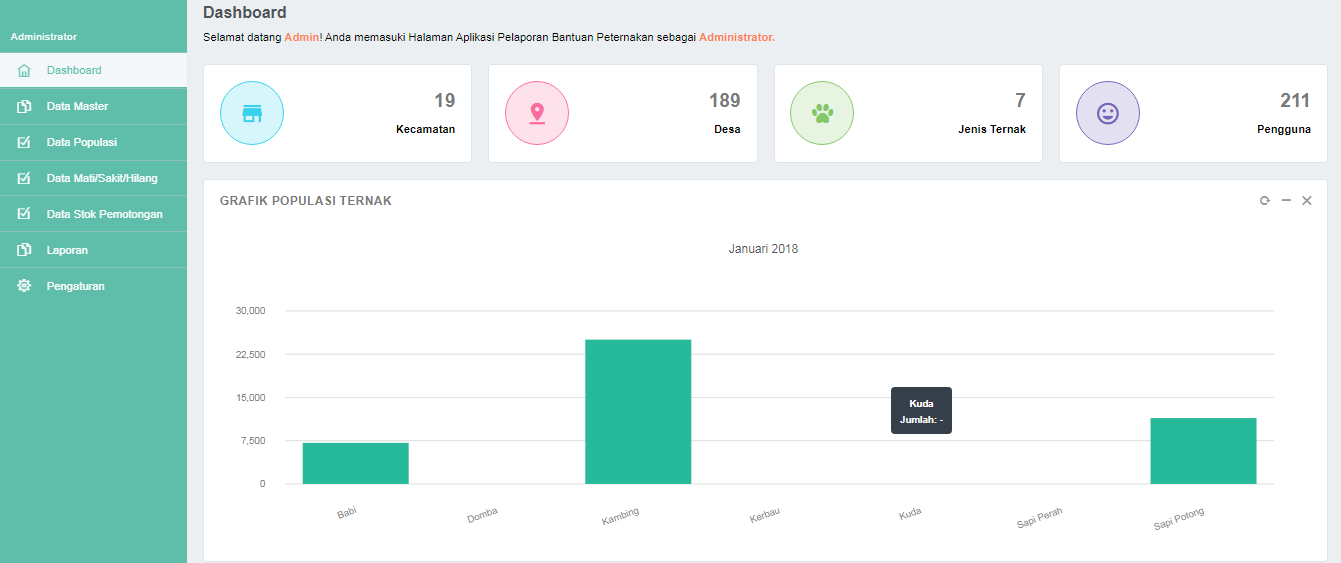 Administrator
Dashboard
Data Master
Data Populasi
Data Mati/Sakit/Hilang
Data Stok Pemotongan
Laporan
Pengaturan
Dashboard
Selamat datang Admin! Anda memasuki Halaman Aplikasi Pelaporan Bantuan Peternakan sebagai Administrator.
19
Kecamatan
189
Desa
7
Jenis Ternak
211
Pengguna
GRAFIK POPULASI TERNAK
Januari 2018
30,000
22,500
15,000
7,500
0
Kuda
Jumlah: -
Babi
Domba
Kambing
Kerbau
Kuda
Sapi Perah
Sapi Potong